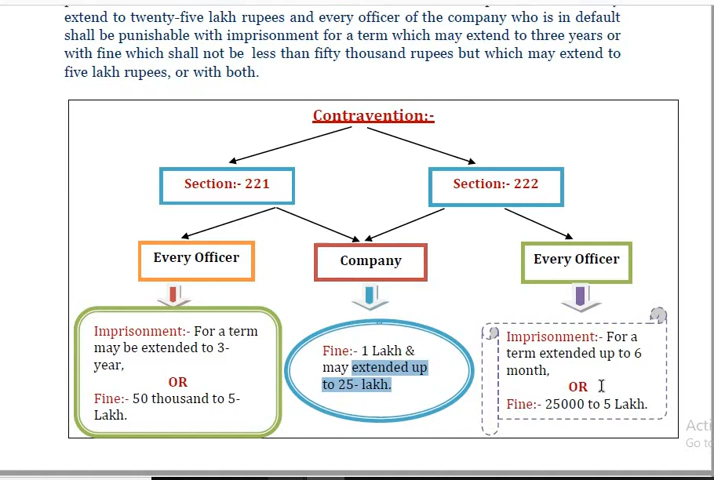 extend to twenty-five lakh rupees and every officer of the company who is in default
shall be punishable with imprisonment for a term which may extend to three years or
with fine which shall not be less than fifty thousand rupees but which may extend to
five lakh rupees, or with both.
Contravention:-
Section:- 221
Section:- 222
Every Officer
Company
Every Officer
Imprisonment:- For a term
may be extended to 3-
year,
OR
Fine:- 50 thousand to 5-
Lakh.
Fine:- 1 Lakh &
may extended up
to 25- lakh.
Imprisonment:- For a
term extended up to 6
month,
OR
Fine:- 25000 to 5 Lakh.